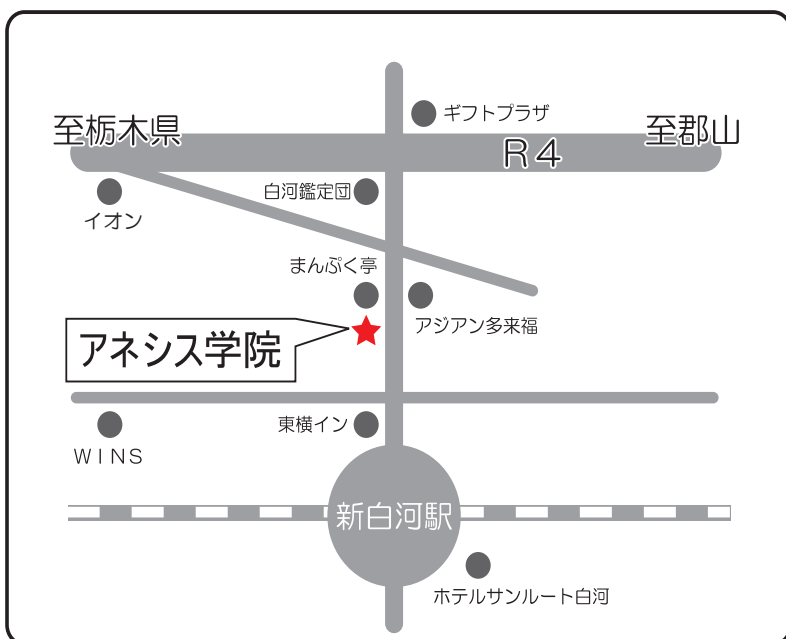 ギフトプラザ
至栃木県
至郡山
R4
白河鑑定団
イオン
まんぷく亭
アジアン多来福
アネシス学院
東横イン
WINS
新白河駅
ホテルサンルート白河